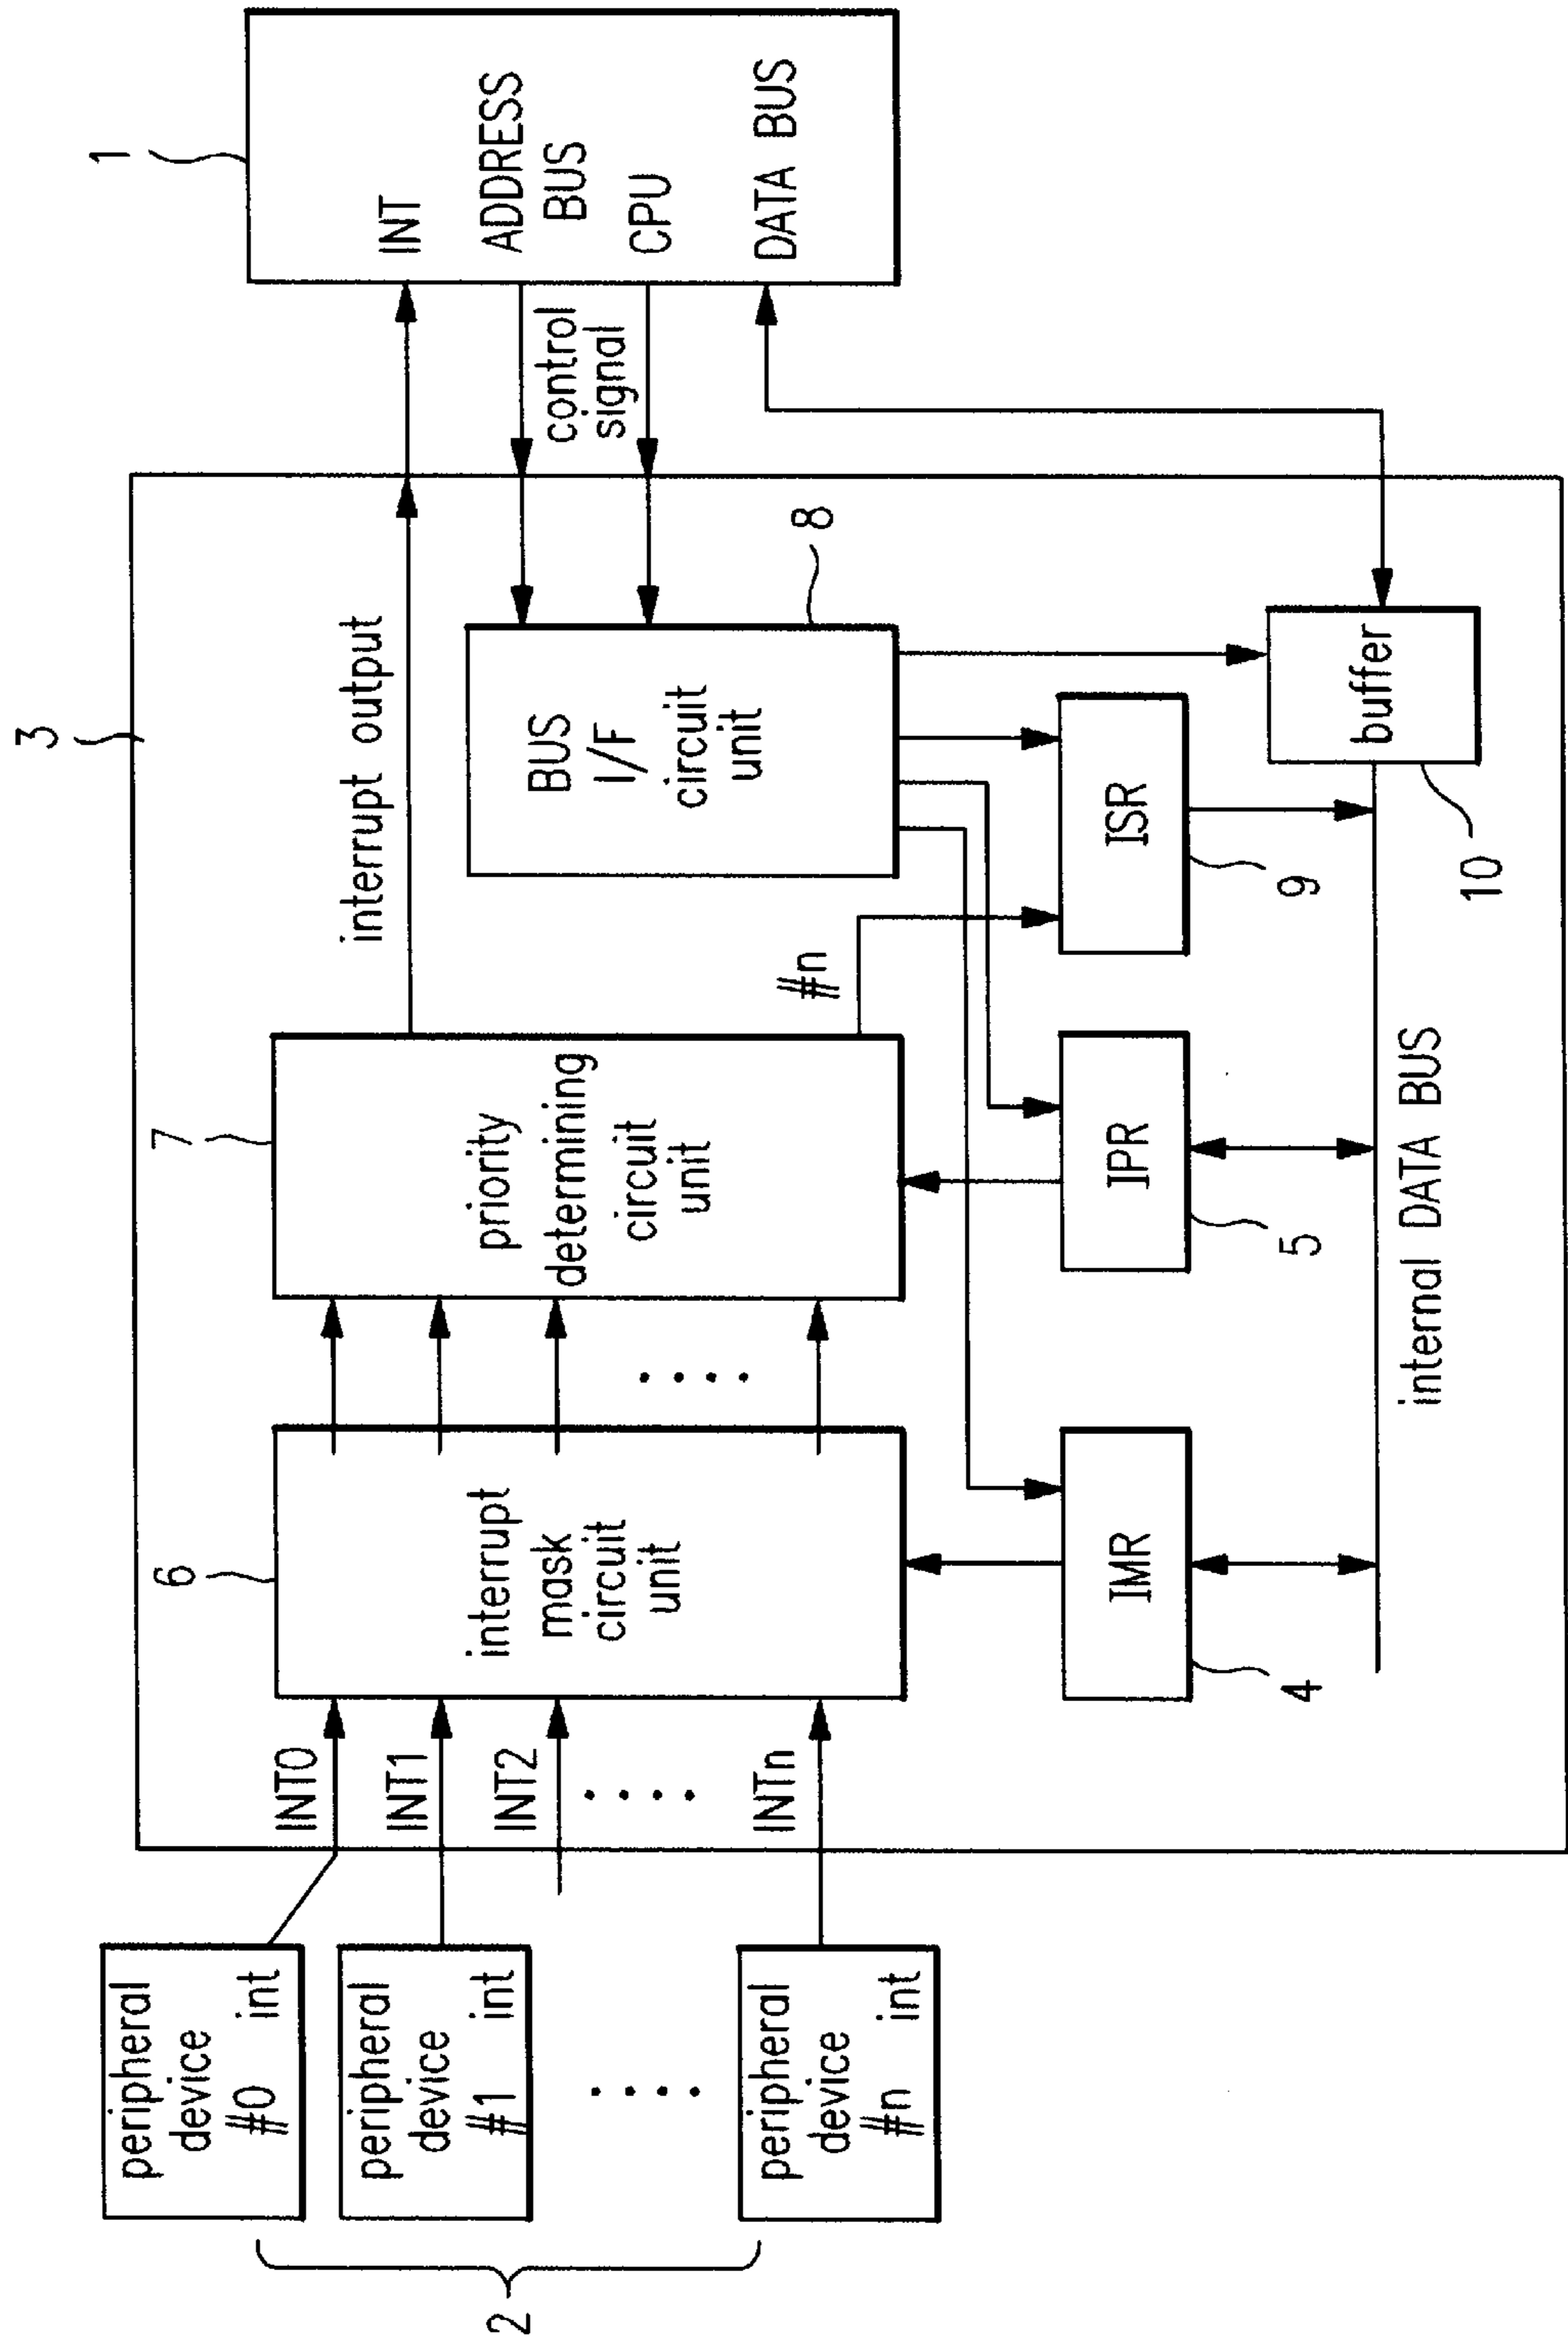 3
1
interrupt output
INT
ADDRESS
BUS
CPU
DATA BUS
control
signal
7
priority
determining
circuit
unit
#n
BUS
I/F
circuit
unit
8
6
interrupt
mask
circuit
unit
INT0
INT1
INT2
. . . .
INTn
. . . .
peripheral
device
#0 int
peripheral
device
#1 int
. . . .
peripheral
device
#n int
2
IMR
4
IPR
5
ISR
9
buffer
10
internal DATA BUS